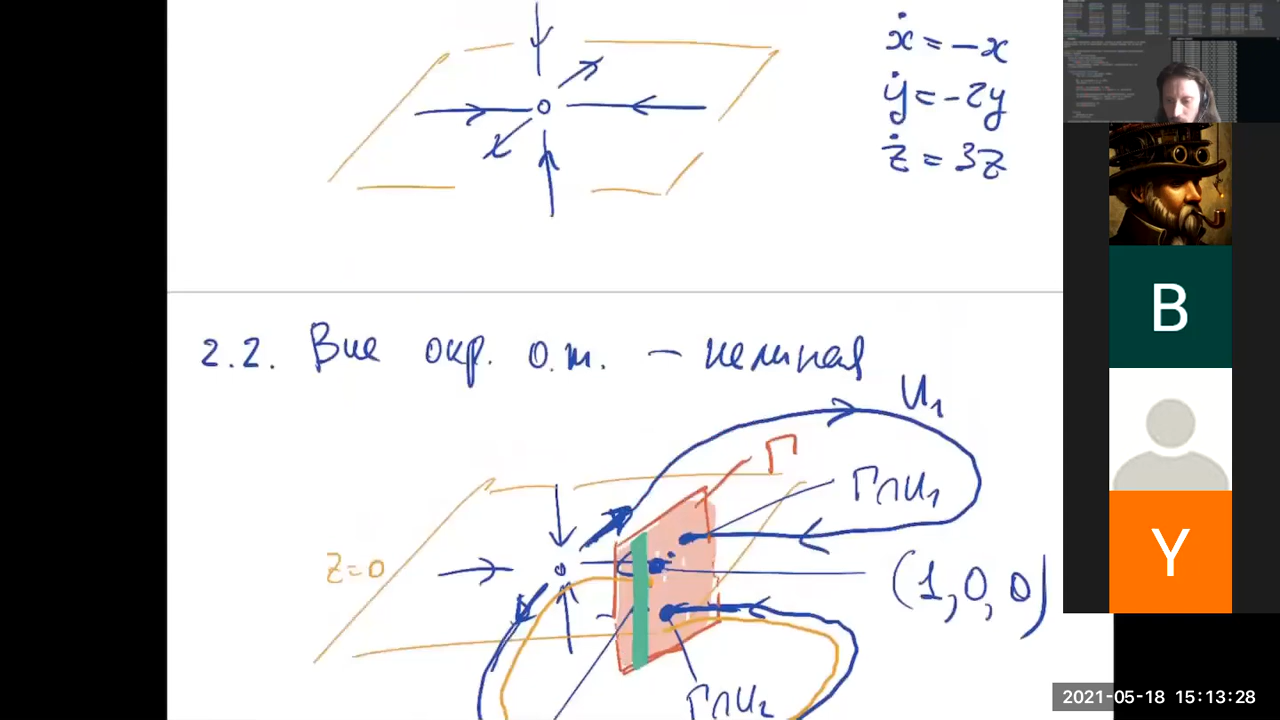 ẋ = -x
ẏ = -2y
ż = 3z
x
2.2. Вне окр. о.т. — нелиная
U₁
Г
Г∩U₁
z=0
(1, 0, 0)
Г∩U₂
B
Y
2021-05-18 15:13:28